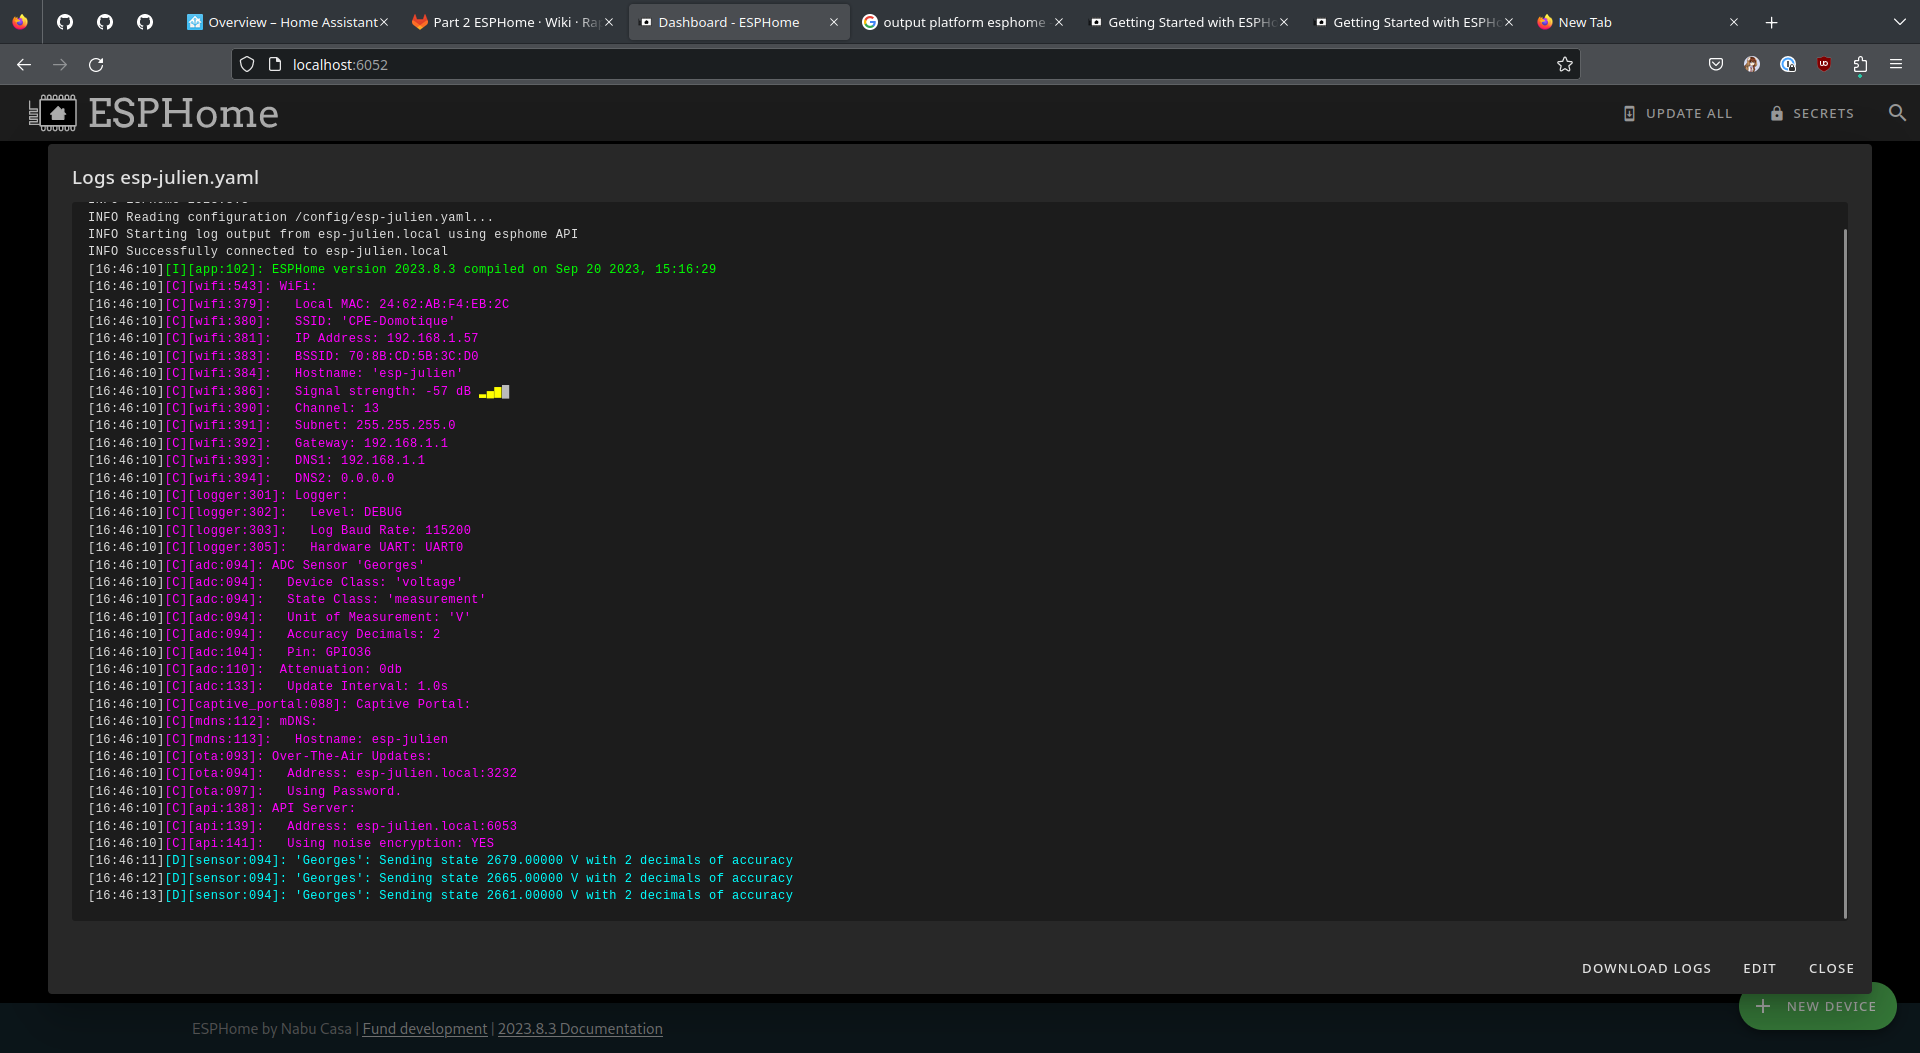 Overview – Home Assistant
Part 2 ESPHome · Wiki · Ra
Dashboard - ESPHome
output platform esphome
Getting Started with ESPH
Getting Started with ESPH
New Tab
localhost:6052
ESPHome
UPDATE ALL
SECRETS
Logs esp-julien.yaml
INFO Reading configuration /config/esp-julien.yaml...
INFO Starting log output from esp-julien.local using esphome API
INFO Successfully connected to esp-julien.local
[16:46:10][I][app:102]: ESPHome version 2023.8.3 compiled on Sep 20 2023, 15:16:29
[16:46:10][C][wifi:543]: WiFi:
[16:46:10][C][wifi:379]:   Local MAC: 24:62:AB:F4:EB:2C
[16:46:10][C][wifi:380]:   SSID: 'CPE-Domotique'
[16:46:10][C][wifi:381]:   IP Address: 192.168.1.57
[16:46:10][C][wifi:383]:   BSSID: 70:8B:CD:5B:3C:D0
[16:46:10][C][wifi:384]:   Hostname: 'esp-julien'
[16:46:10][C][wifi:386]:   Signal strength: -57 dB ▂▄▆█
[16:46:10][C][wifi:390]:   Channel: 13
[16:46:10][C][wifi:391]:   Subnet: 255.255.255.0
[16:46:10][C][wifi:392]:   Gateway: 192.168.1.1
[16:46:10][C][wifi:393]:   DNS1: 192.168.1.1
[16:46:10][C][wifi:394]:   DNS2: 0.0.0.0
[16:46:10][C][logger:301]: Logger:
[16:46:10][C][logger:302]:   Level: DEBUG
[16:46:10][C][logger:303]:   Log Baud Rate: 115200
[16:46:10][C][logger:305]:   Hardware UART: UART0
[16:46:10][C][adc:094]: ADC Sensor 'Georges'
[16:46:10][C][adc:094]:   Device Class: 'voltage'
[16:46:10][C][adc:094]:   State Class: 'measurement'
[16:46:10][C][adc:094]:   Unit of Measurement: 'V'
[16:46:10][C][adc:094]:   Accuracy Decimals: 2
[16:46:10][C][adc:104]:   Pin: GPIO36
[16:46:10][C][adc:110]:  Attenuation: 0db
[16:46:10][C][adc:133]:   Update Interval: 1.0s
[16:46:10][C][captive_portal:088]: Captive Portal:
[16:46:10][C][mdns:112]: mDNS:
[16:46:10][C][mdns:113]:   Hostname: esp-julien
[16:46:10][C][ota:093]: Over-The-Air Updates:
[16:46:10][C][ota:094]:   Address: esp-julien.local:3232
[16:46:10][C][ota:097]:   Using Password.
[16:46:10][C][api:138]: API Server:
[16:46:10][C][api:139]:   Address: esp-julien.local:6053
[16:46:10][C][api:141]:   Using noise encryption: YES
[16:46:11][D][sensor:094]: 'Georges': Sending state 2679.00000 V with 2 decimals of accuracy
[16:46:12][D][sensor:094]: 'Georges': Sending state 2665.00000 V with 2 decimals of accuracy
[16:46:13][D][sensor:094]: 'Georges': Sending state 2661.00000 V with 2 decimals of accuracy
DOWNLOAD LOGS
EDIT
CLOSE
NEW DEVICE
ESPHome by Nabu Casa | Fund development | 2023.8.3 Documentation